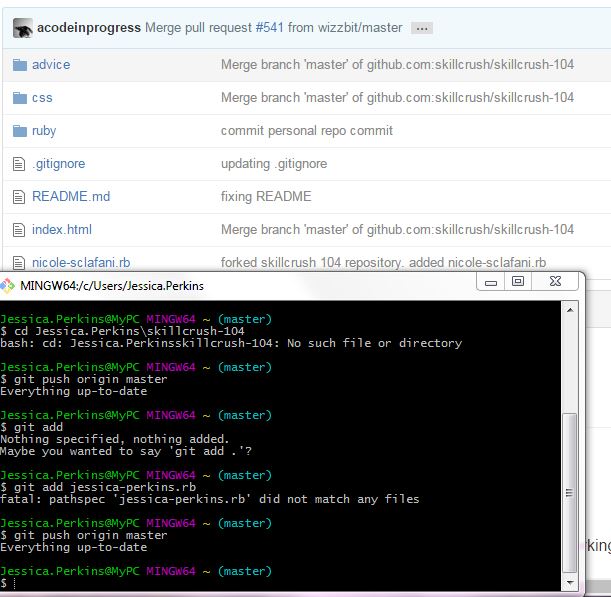 acodeinprogress Merge pull request #541 from wizzbit/master ...
advice Merge branch 'master' of github.com:skillcrush/skillcrush-104
css Merge branch 'master' of github.com:skillcrush/skillcrush-104
ruby commit personal repo commit
.gitignore updating .gitignore
README.md fixing README
index.html Merge branch 'master' of github.com:skillcrush/skillcrush-104
nicole-sclafani.rb forked skillcrush 104 repository. added nicole-sclafani.rb
MINGW64:/c/Users/Jessica.Perkins
Jessica.Perkins@MyPC MINGW64 ~ (master)
$ cd Jessica.Perkins\skillcrush-104
bash: cd: Jessica.Perkinsskillcrush-104: No such file or directory
Jessica.Perkins@MyPC MINGW64 ~ (master)
$ git push origin master
Everything up-to-date
Jessica.Perkins@MyPC MINGW64 ~ (master)
$ git add
Nothing specified, nothing added.
Maybe you wanted to say 'git add .'?
Jessica.Perkins@MyPC MINGW64 ~ (master)
$ git add jessica-perkins.rb
fatal: pathspec 'jessica-perkins.rb' did not match any files
Jessica.Perkins@MyPC MINGW64 ~ (master)
$ git push origin master
Everything up-to-date
Jessica.Perkins@MyPC MINGW64 ~ (master)
$